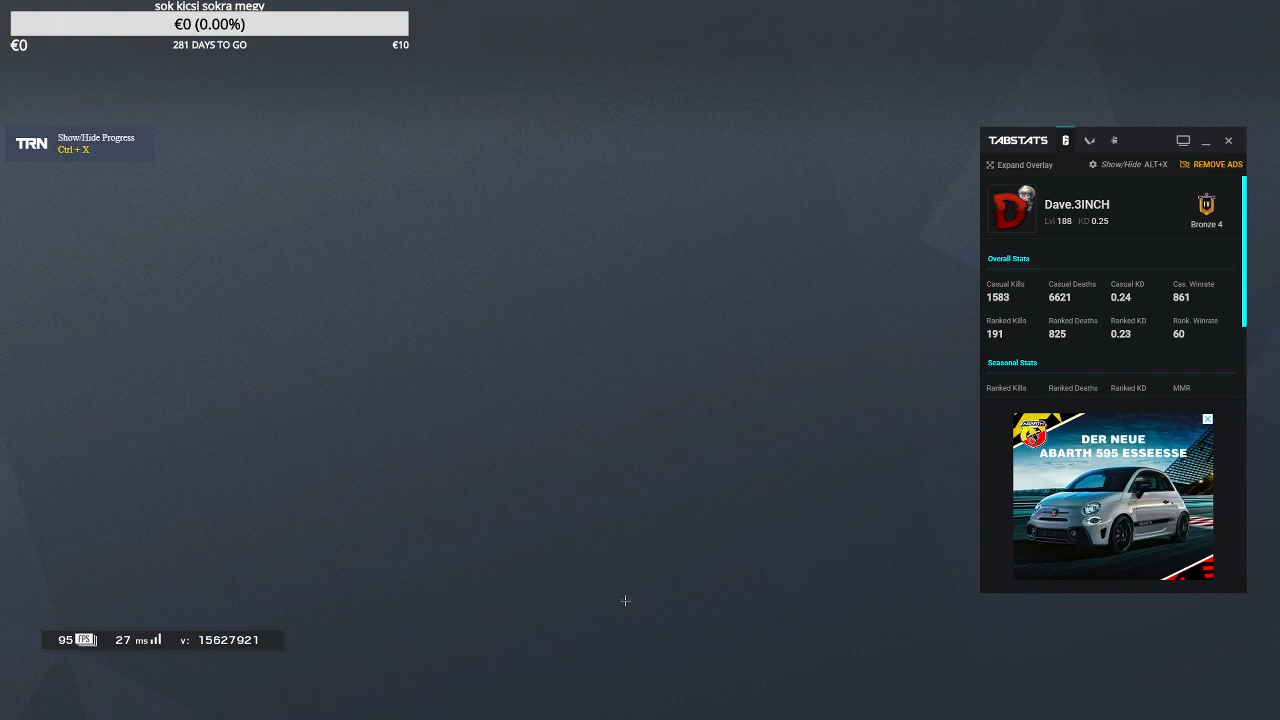 sok kicsi sokra megy
€0 (0.00%)
€0 281 DAYS TO GO €10
TRN Show/Hide Progress
Ctrl + X
TABSTATS 6
Expand Overlay Show/Hide ALT+X REMOVE ADS
D Dave.3INCH IV
Lvl 188 KD 0.25 Bronze 4
Overall Stats
Casual Kills Casual Deaths Casual KD Cas. Winrate
1583 6621 0.24 861
Ranked Kills Ranked Deaths Ranked KD Rank. Winrate
191 825 0.23 60
Seasonal Stats
Ranked Kills Ranked Deaths Ranked KD MMR
ABARTH
DER NEUE
ABARTH 595 ESSEESSE
95 FPS 27 ms v: 15627921